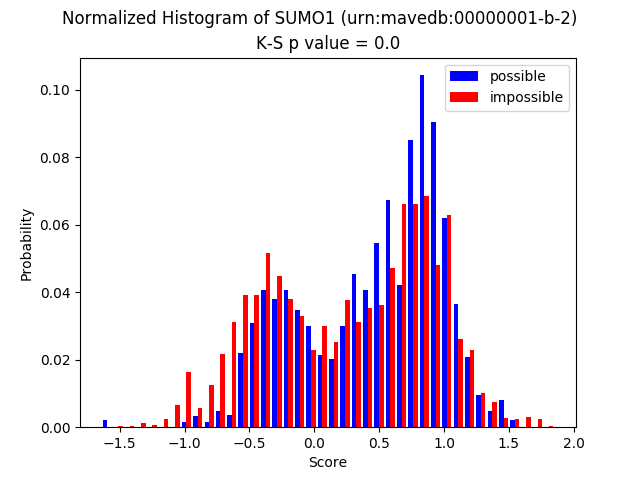 Normalized Histogram of SUMO1 (urn:mavedb:00000001-b-2)
K-S p value = 0.0
possible
impossible
Probability
0.10
0.08
0.06
0.04
0.02
0.00
−1.5 −1.0 −0.5 0.0 0.5 1.0 1.5 2.0
Score